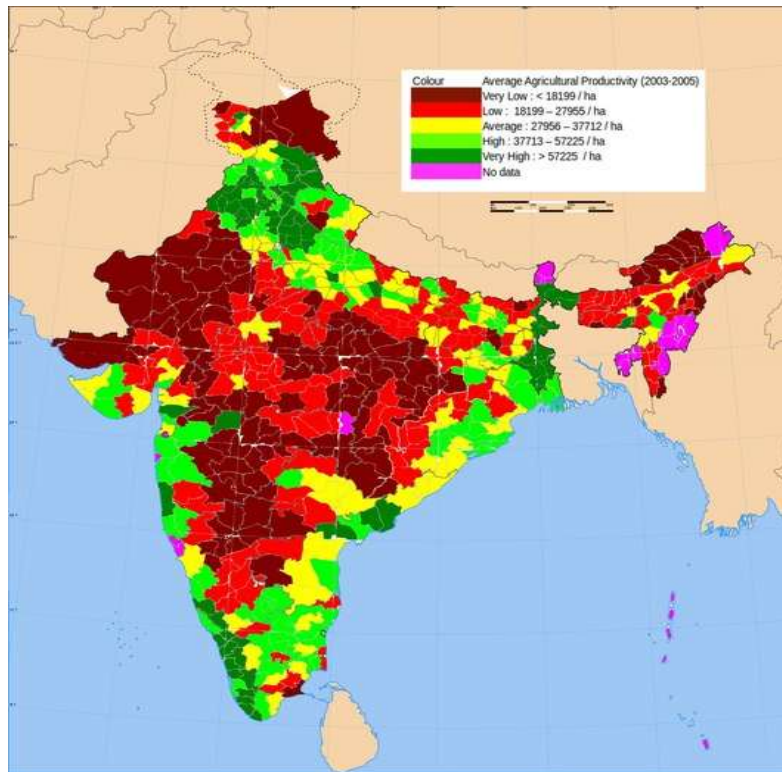 Colour Average Agricultural Productivity (2003-2005)
Very Low : < 18199 / ha
Low : 18199 – 27955 / ha
Average : 27956 – 37712 / ha
High : 37713 – 57225 / ha
Very High : > 57225 / ha
No data